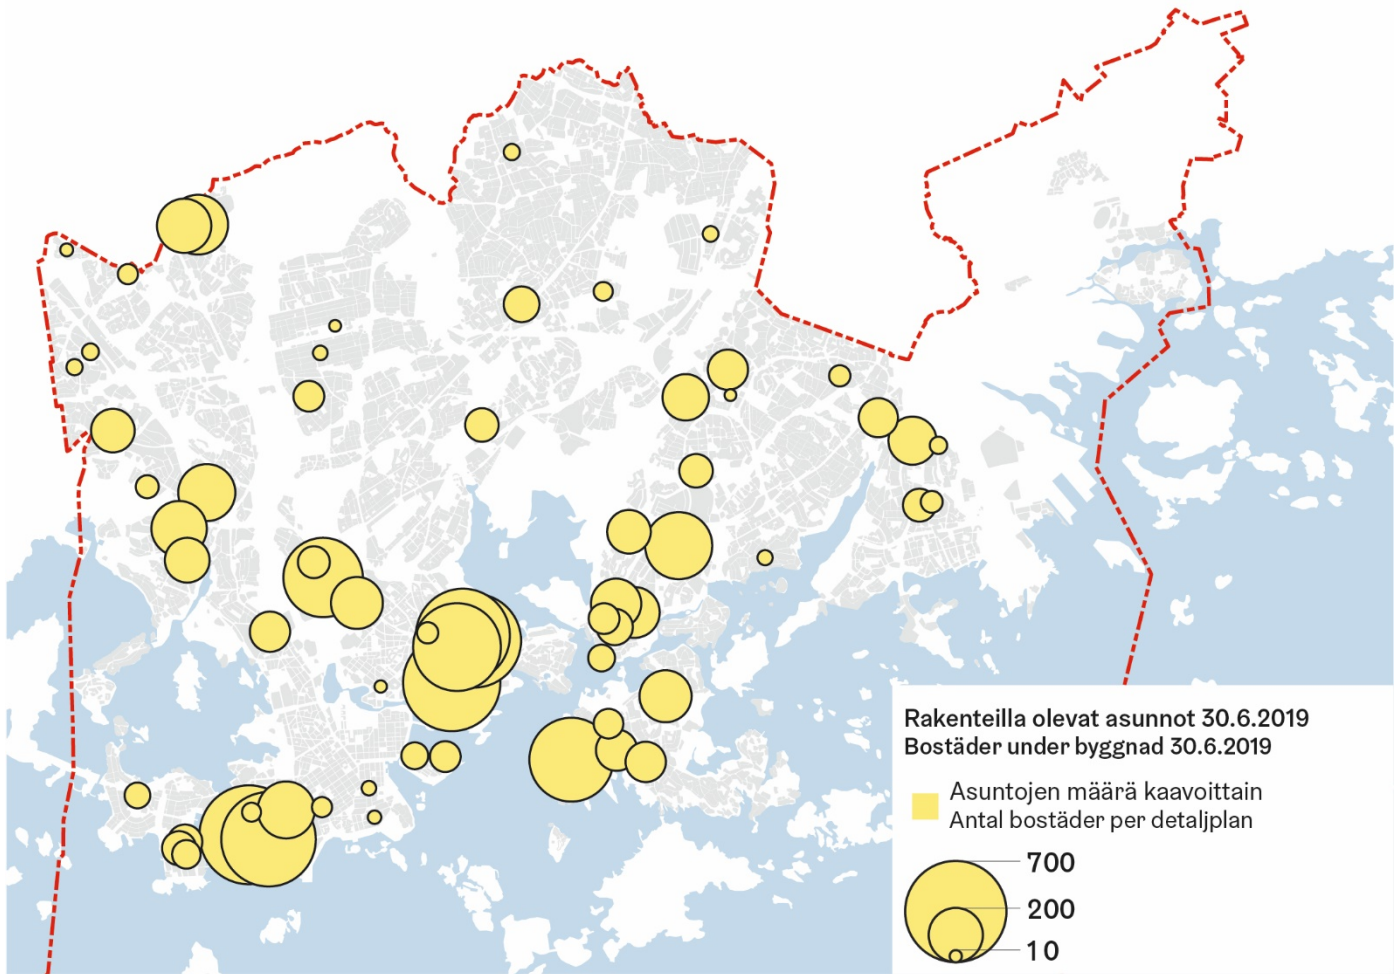 Rakenteilla olevat asunnot 30.6.2019
Bostäder under byggnad 30.6.2019
Asuntojen määrä kaavoittain
Antal bostäder per detaljplan
700
200
10